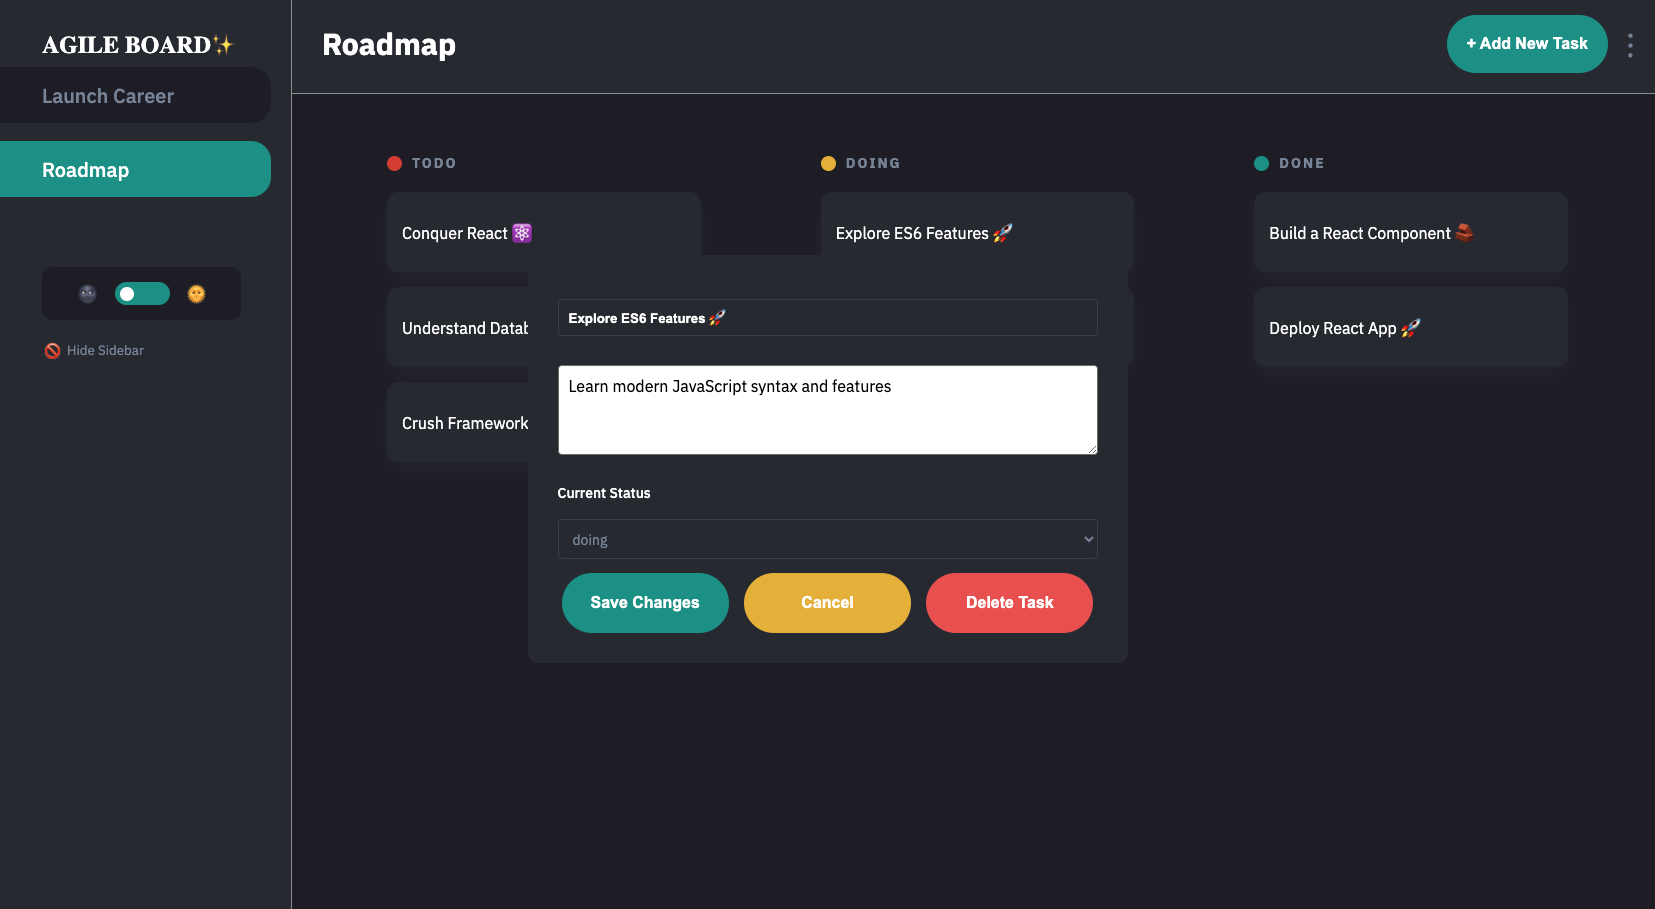 AGILE BOARD✨
Launch Career
Roadmap
Hide Sidebar
Roadmap
+ Add New Task
TODO
Conquer React ⚛️
Understand
Crush
DOING
Explore ES6 Features 🚀
DONE
Build a React Component
Deploy React App 🚀
Explore ES6 Features 🚀
Learn modern JavaScript syntax and features
Current Status
doing
Save Changes
Cancel
Delete Task